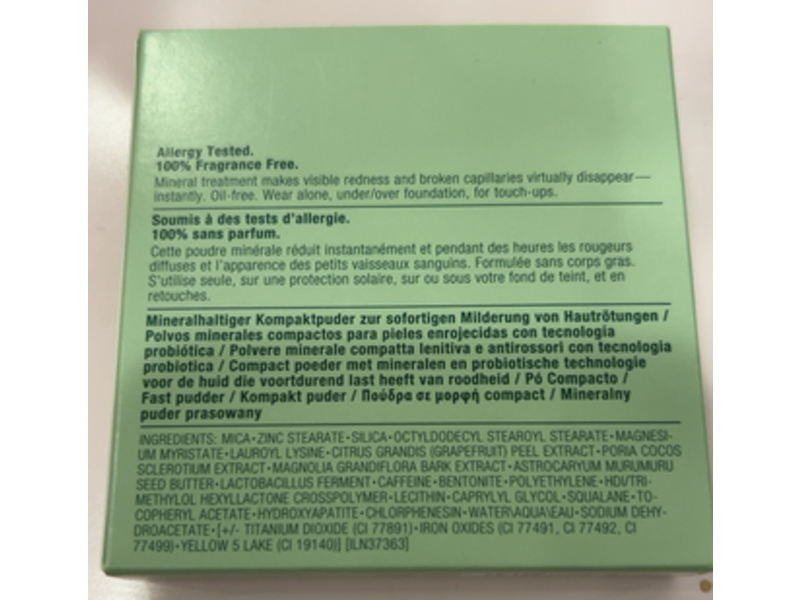 Allergy Tested.
100% Fragrance Free.
Mineral treatment makes visible redness and broken capillaries virtually disappear—
instantly. Oil-free. Wear alone, under/over foundation, for touch-ups.
Soumis à des tests d'allergie.
100% sans parfum.
Cette poudre minérale réduit instantanément et pendant des heures les rougeurs
diffuses et l'apparence des petits vaisseaux sanguins. Formulée sans corps gras.
S'utilise seule, sur une protection solaire, sur ou sous votre fond de teint, et en
retouches.
Mineralhaltiger Kompaktpuder zur sofortigen Milderung von Hautrötungen /
Polvos minerales compactos para pieles enrojecidas con tecnologia
probiótica / Polvere minerale compatta lenitiva e antirossori con tecnologia
probiotica / Compact poeder met mineralen en probiotische technologie
voor de huid die voortdurend last heeft van roodheid / Pó Compacto /
Fast pudder / Kompakt puder / Πούδρα σε μορφή compact / Mineralny
puder prasowany
INGREDIENTS: MICA•ZINC STEARATE•SILICA•OCTYLDODECYL STEAROYL STEARATE•MAGNESI-
UM MYRISTATE•LAUROYL LYSINE•CITRUS GRANDIS (GRAPEFRUIT) PEEL EXTRACT•PORIA COCOS
SCLEROTIUM EXTRACT•MAGNOLIA GRANDIFLORA BARK EXTRACT•ASTROCARYUM MURUMURU
SEED BUTTER•LACTOBACILLUS FERMENT•CAFFEINE•BENTONITE•POLYETHYLENE•HDI/TRI-
METHYLOL HEXYLLACTONE CROSSPOLYMER•LECITHIN•CAPRYLYL GLYCOL•SQUALANE•TO-
COPHERYL ACETATE•HYDROXYAPATITE•CHLORPHENESIN•WATER\AQUA\EAU•SODIUM DEHY-
DROACETATE•[+/- TITANIUM DIOXIDE (CI 77891)•IRON OXIDES (CI 77491, CI 77492, CI
77499)•YELLOW 5 LAKE (CI 19140)] [ILN37363]